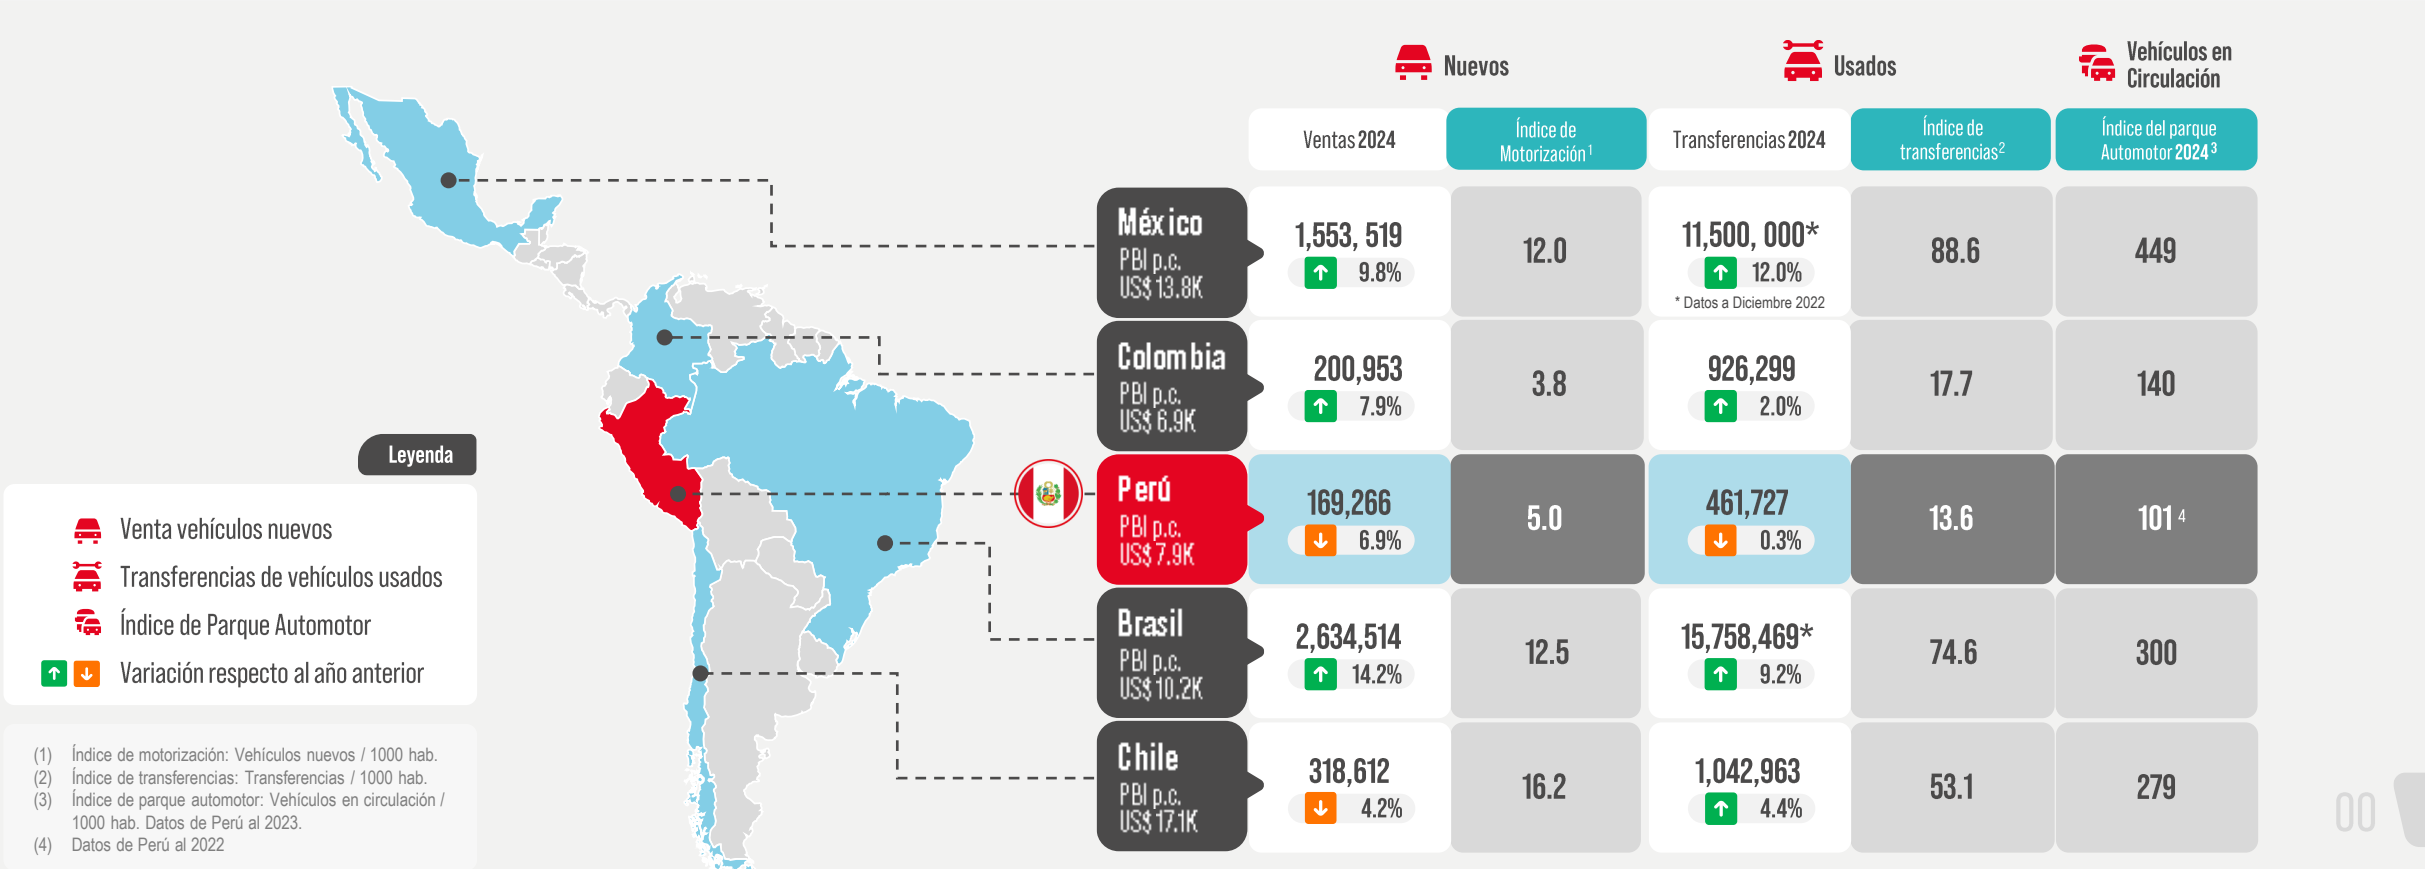 Nuevos
Usados
Vehículos en
Circulación
Ventas 2024
Índice de
Motorización1
Transferencias 2024
Índice de
transferencias2
Índice del parque
Automotor 2024 3
México
PBI p.c.
US$ 13.8K
1,553, 519
9.8%
12.0
11,500, 000*
12.0%
* Datos a Diciembre 2022
88.6
449
Colombia
PBI p.c.
US$ 6.9K
200,953
7.9%
3.8
926,299
2.0%
17.7
140
Perú
PBI p.c.
US$ 7.9K
169,266
6.9%
5.0
461,727
0.3%
13.6
101 4
Brasil
PBI p.c.
US$ 10.2K
2,634,514
14.2%
12.5
15,758,469*
9.2%
74.6
300
Chile
PBI p.c.
US$ 17.1K
318,612
4.2%
16.2
1,042,963
4.4%
53.1
279
Leyenda
Venta vehículos nuevos
Transferencias de vehículos usados
Índice de Parque Automotor
Variación respecto al año anterior
(1) Índice de motorización: Vehículos nuevos / 1000 hab.
(2) Índice de transferencias: Transferencias / 1000 hab.
(3) Índice de parque automotor: Vehículos en circulación /
1000 hab. Datos de Perú al 2023.
(4) Datos de Perú al 2022
00